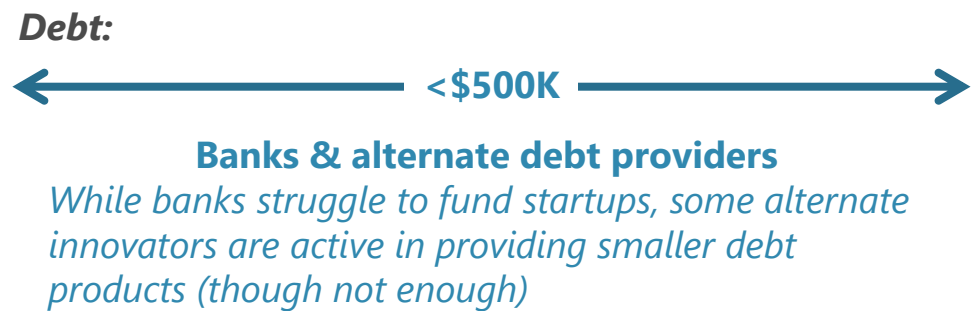 Debt:
<$500K
Banks & alternate debt providers
While banks struggle to fund startups, some alternate
innovators are active in providing smaller debt
products (though not enough)